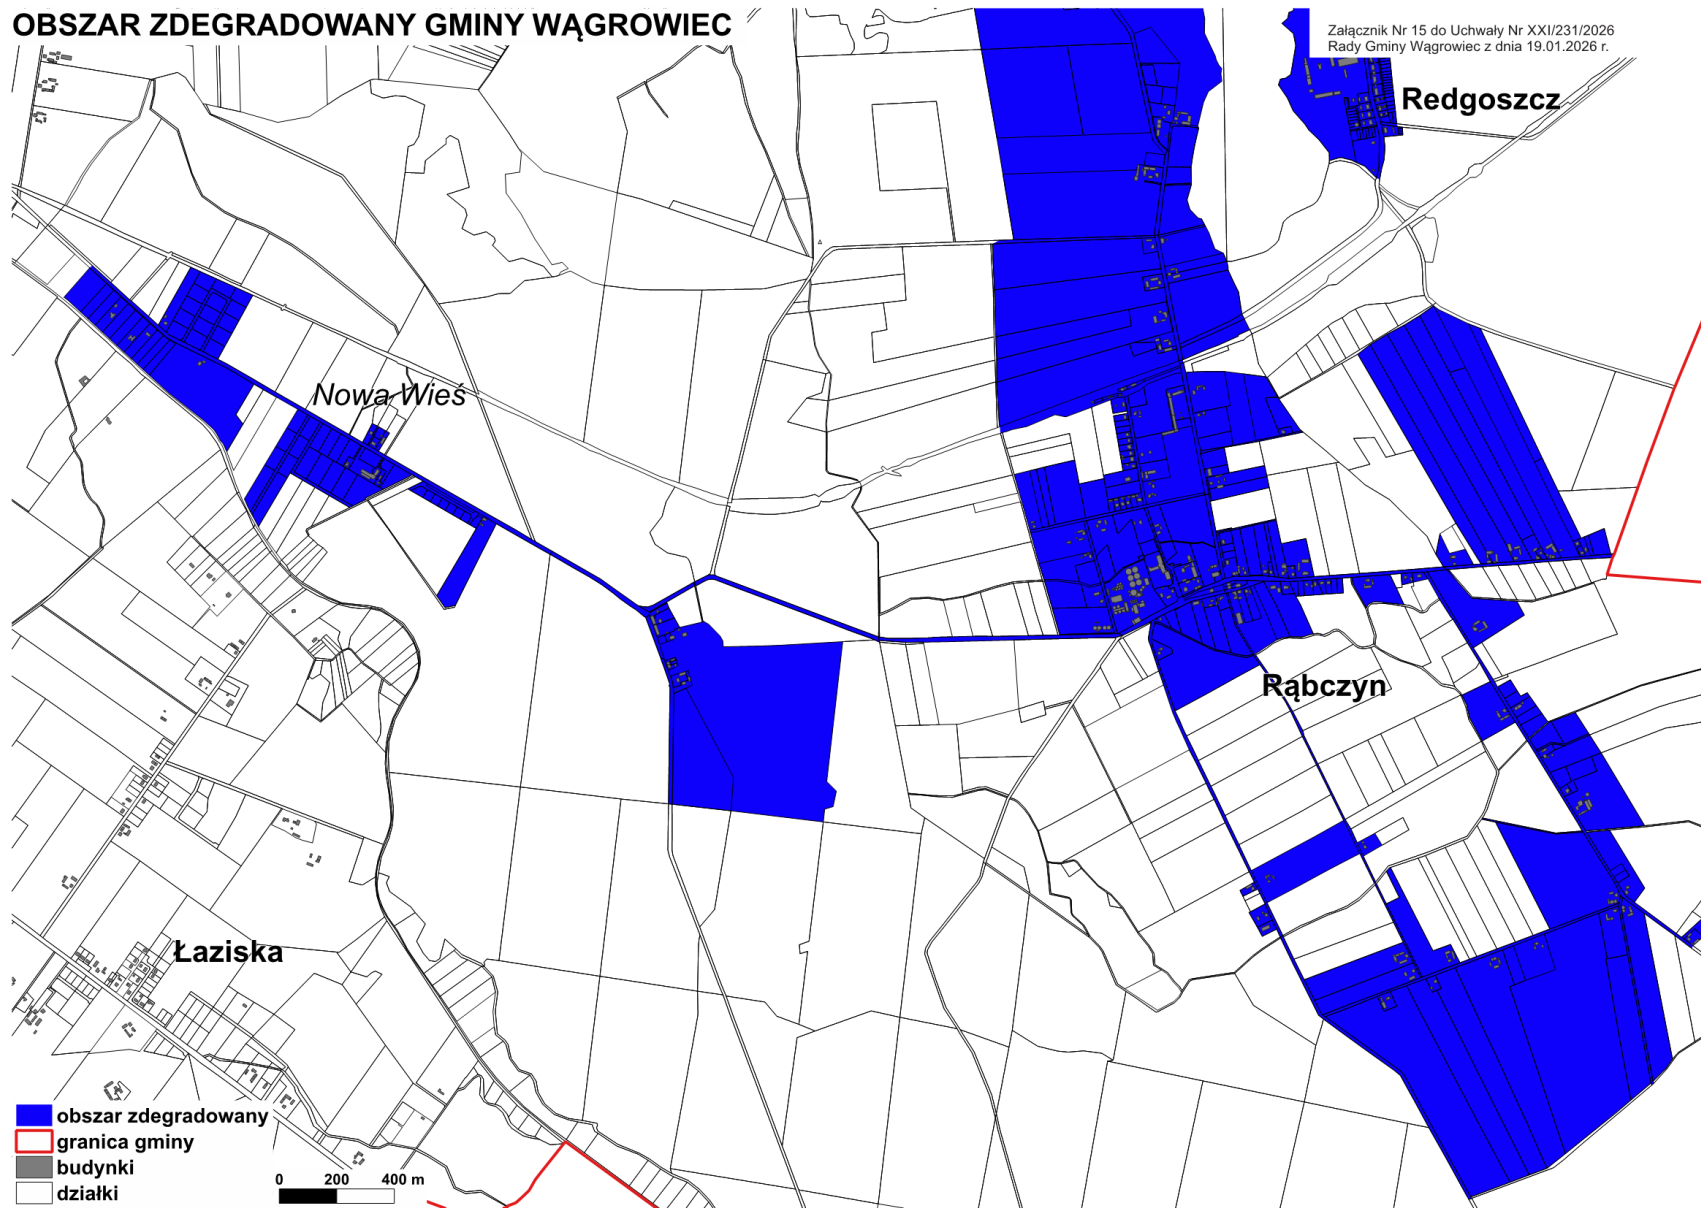 OBSZAR ZDEGRADOWANY GMINY WĄGROWIEC
Załącznik Nr 15 do Uchwały Nr XXI/231/2026
Rady Gminy Wągrowiec z dnia 19.01.2026 r.
Redgoszcz
Nowa Wieś
Rąbczyn
Łaziska
obszar zdegradowany
granica gminy
budynki
działki
0 200 400 m